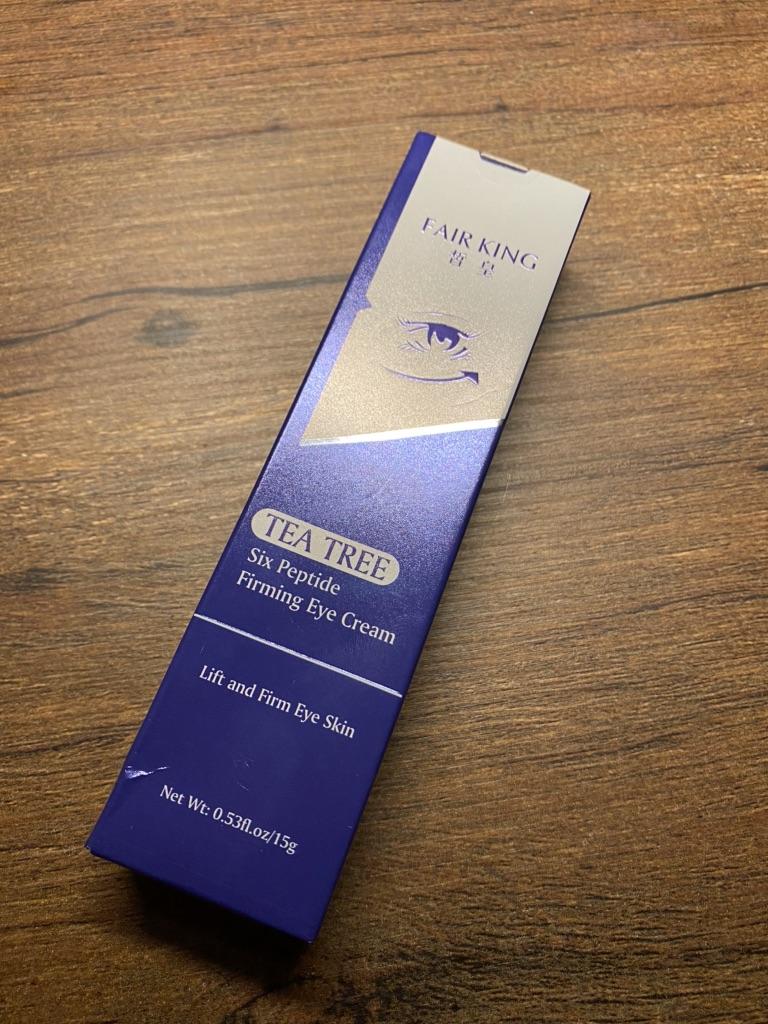 FAIR KING
皙 皇
TEA TREE
Six Peptide
Firming Eye Cream
Lift and Firm Eye Skin
Net Wt: 0.53fl.oz/15g